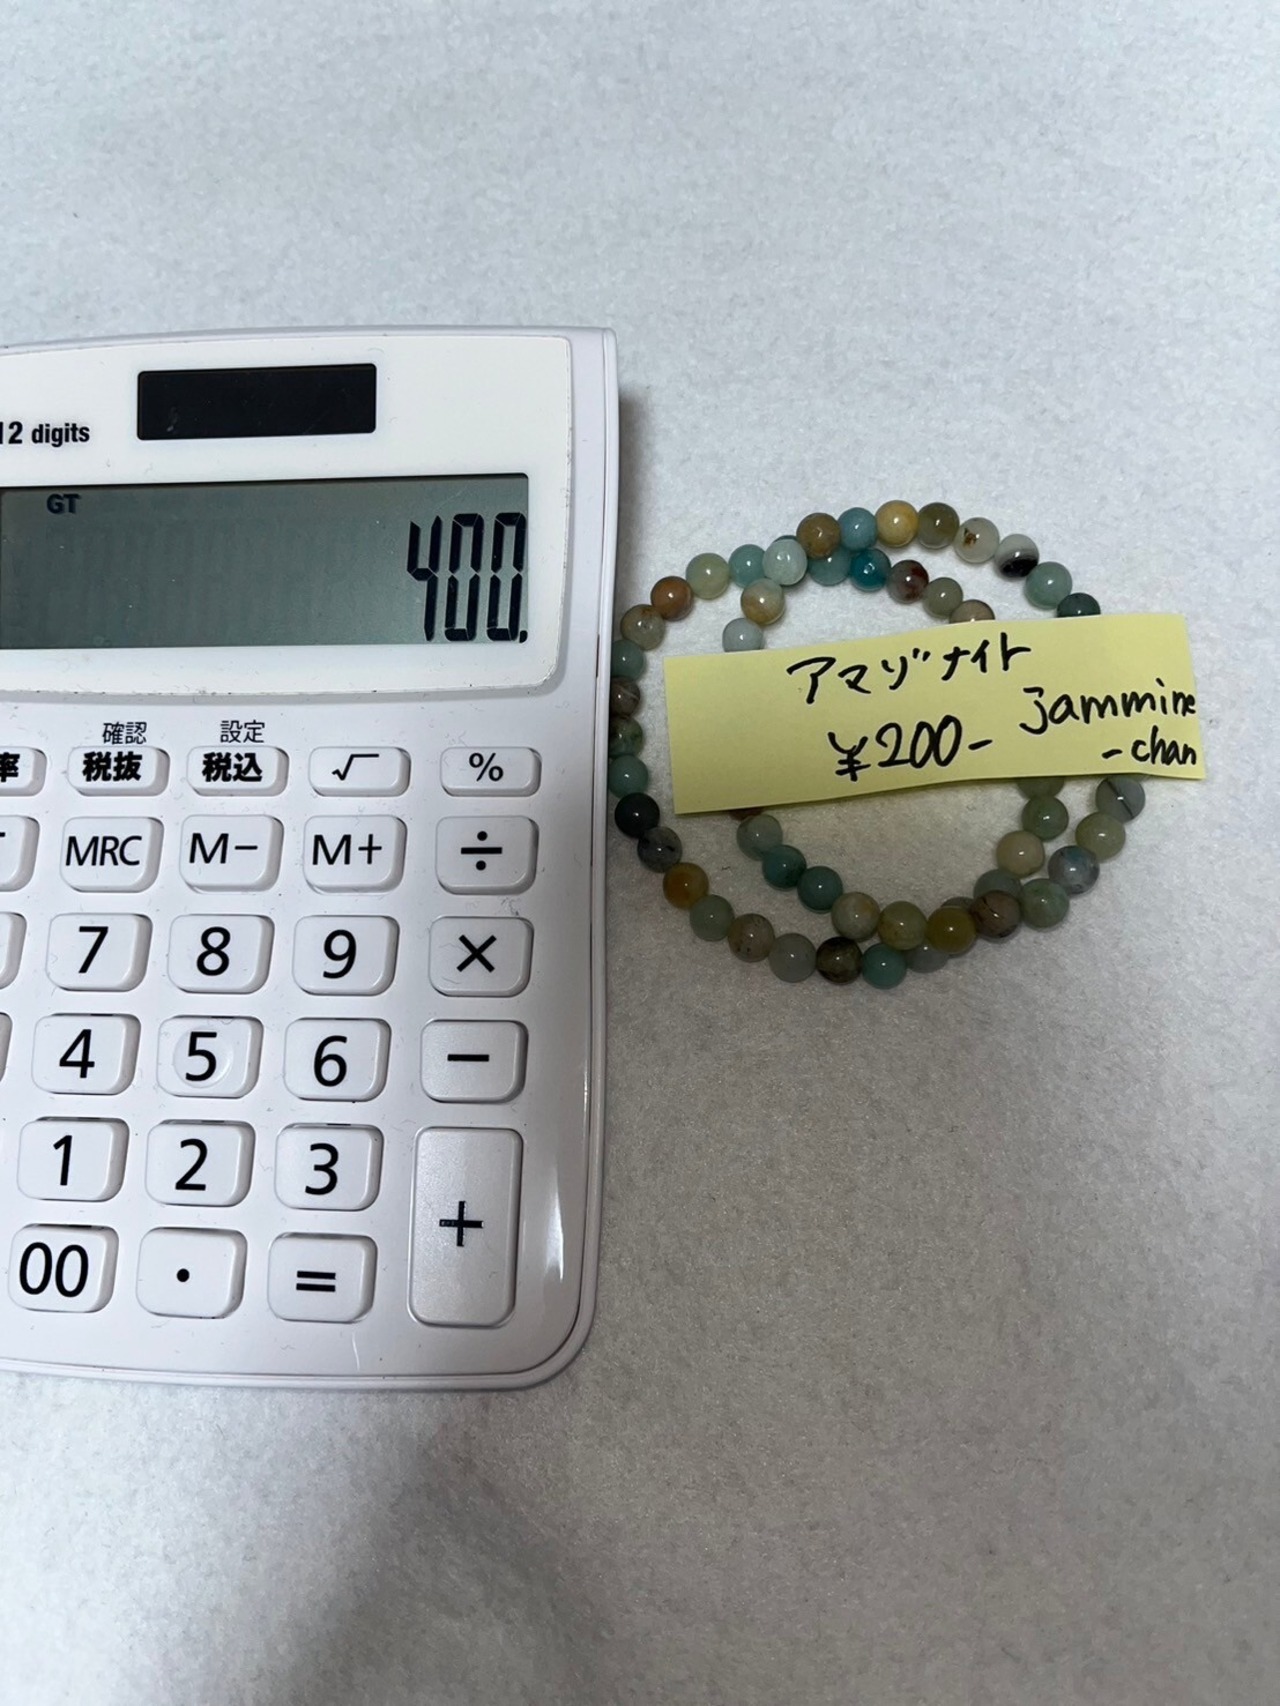 12 digits
GT
400.
確認 設定
率 税抜 税込 √ %
MRC M− M+ ÷
7 8 9 ×
4 5 6 −
1 2 3 +
00 . =
アマゾナイト
¥200-
jammine
-chan